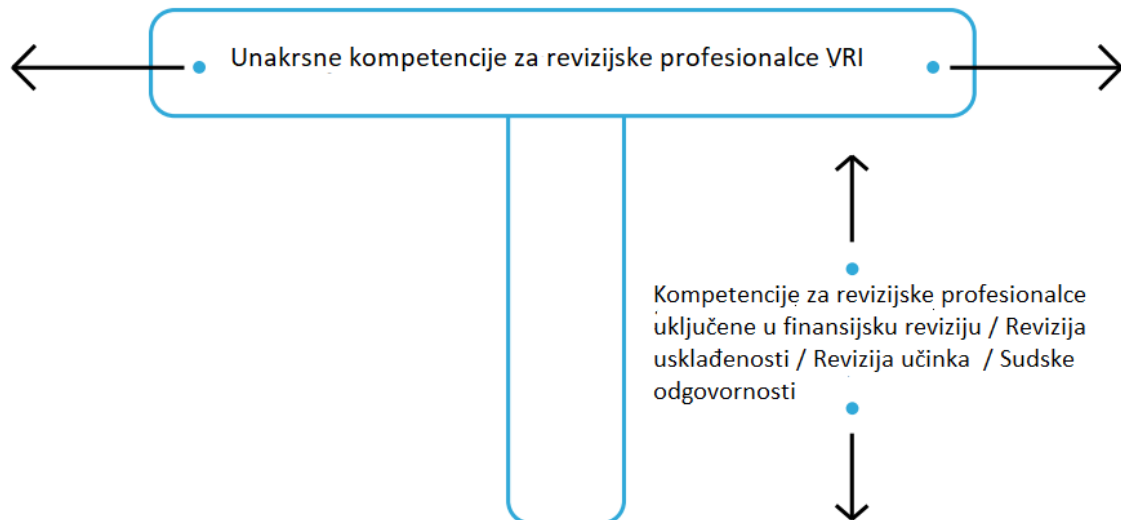 Unakrsne kompetencije za revizijske profesionalce VRI
Kompetencije za revizijske profesionalce
uključene u finansijsku reviziju / Revizija
usklađenosti / Revizija učinka / Sudske
odgovornosti